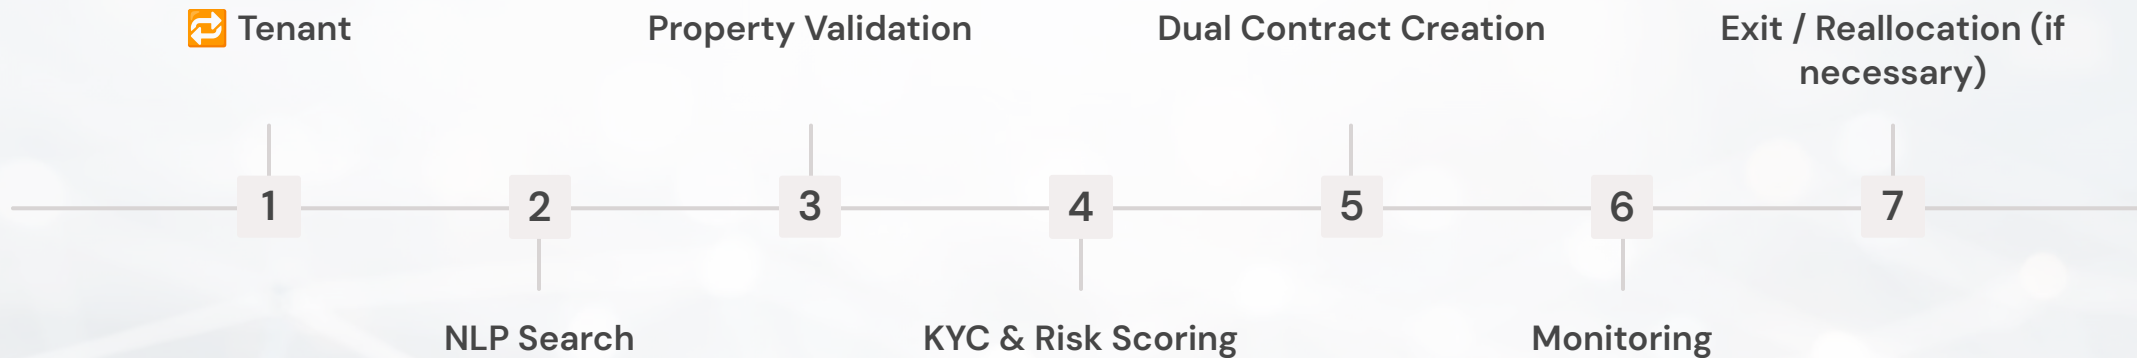 🔁 Tenant
Property Validation
Dual Contract Creation
Exit / Reallocation (if
necessary)
1
2
3
4
5
6
7
NLP Search
KYC & Risk Scoring
Monitoring